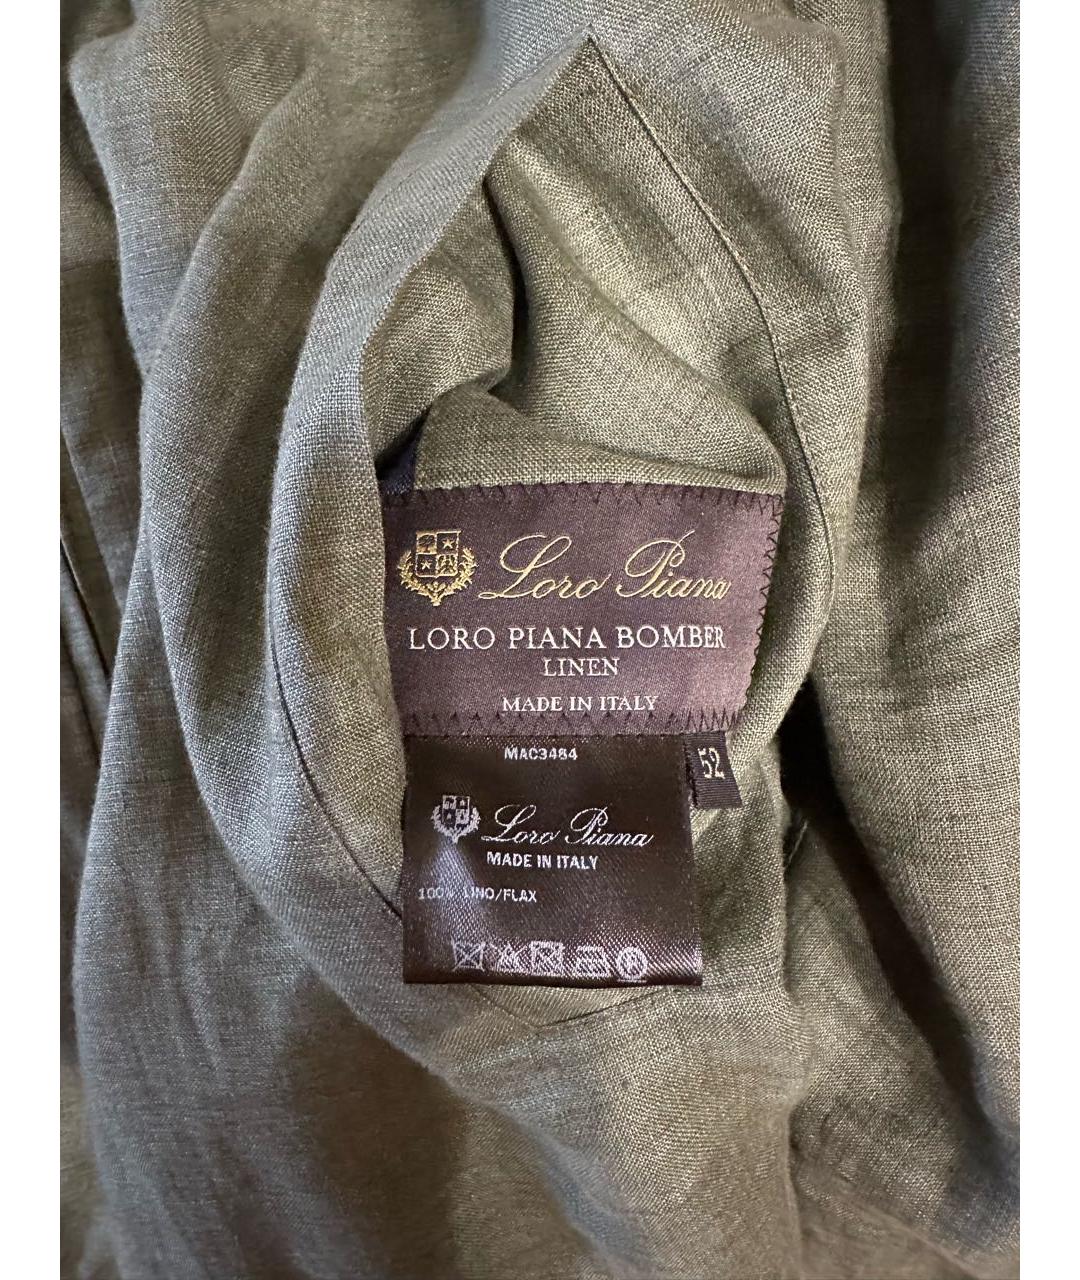 Loro Piana
LORO PIANA BOMBER
LINEN
MADE IN ITALY
MAC3484
52
Loro Piana
MADE IN ITALY
100% LINO/FLAX